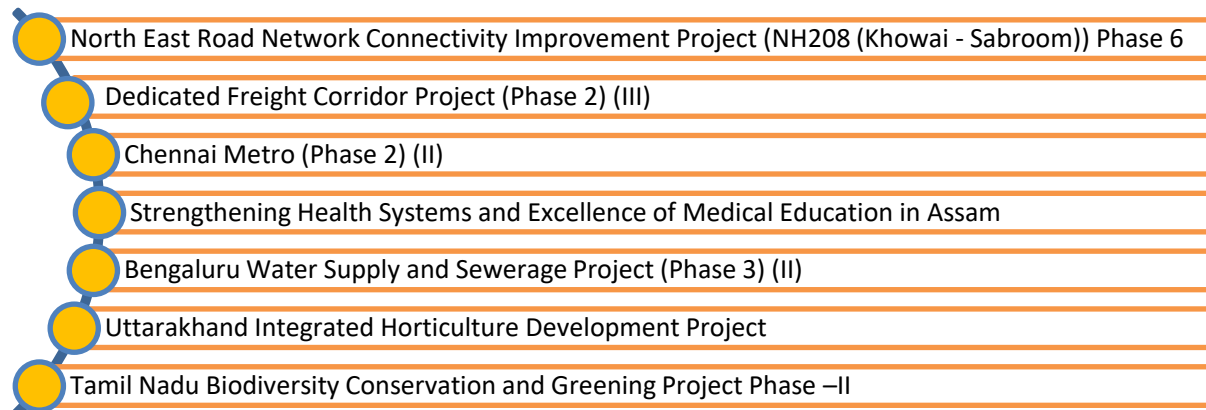 North East Road Network Connectivity Improvement Project (NH208 (Khowai - Sabroom)) Phase 6
Dedicated Freight Corridor Project (Phase 2) (III)
Chennai Metro (Phase 2) (II)
Strengthening Health Systems and Excellence of Medical Education in Assam
Bengaluru Water Supply and Sewerage Project (Phase 3) (II)
Uttarakhand Integrated Horticulture Development Project
Tamil Nadu Biodiversity Conservation and Greening Project Phase –II